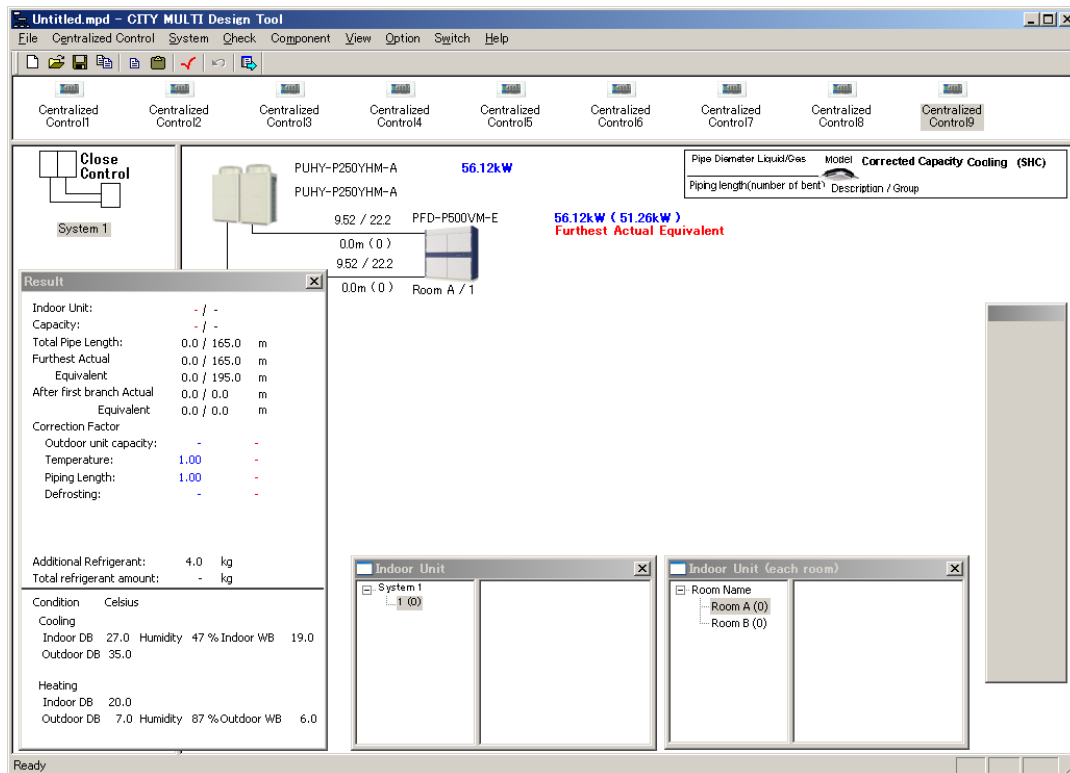 Untitled.mpd - CITY MULTI Design Tool
File Centralized Control System Check Component View Option Switch Help
Centralized Control1
Centralized Control2
Centralized Control3
Centralized Control4
Centralized Control5
Centralized Control6
Centralized Control7
Centralized Control8
Centralized Control9
Close Control
System 1
PUHY-P250YHM-A 56.12kW
PUHY-P250YHM-A
Pipe Diameter Liquid/Gas Model Corrected Capacity Cooling (SHC)
Piping length(number of bent) Description / Group
9.52 / 22.2 PFD-P500VM-E 56.12kW ( 51.26kW )
Furthest Actual Equivalent
0.0m ( 0 )
9.52 / 22.2
0.0m ( 0 ) Room A / 1
Result
Indoor Unit: - / -
Capacity: - / -
Total Pipe Length: 0.0 / 165.0 m
Furthest Actual 0.0 / 165.0 m
Equivalent 0.0 / 195.0 m
After first branch Actual 0.0 / 0.0 m
Equivalent 0.0 / 0.0 m
Correction Factor
Outdoor unit capacity: - -
Temperature: 1.00 -
Piping Length: 1.00 -
Defrosting: - -
Additional Refrigerant: 4.0 kg
Total refrigerant amount: - kg
Condition Celsius
Cooling
Indoor DB 27.0 Humidity 47 % Indoor WB 19.0
Outdoor DB 35.0
Heating
Indoor DB 20.0
Outdoor DB 7.0 Humidity 87 % Outdoor WB 6.0
Indoor Unit
System 1
1 (0)
Indoor Unit (each room)
Room Name
Room A (0)
Room B (0)
Ready